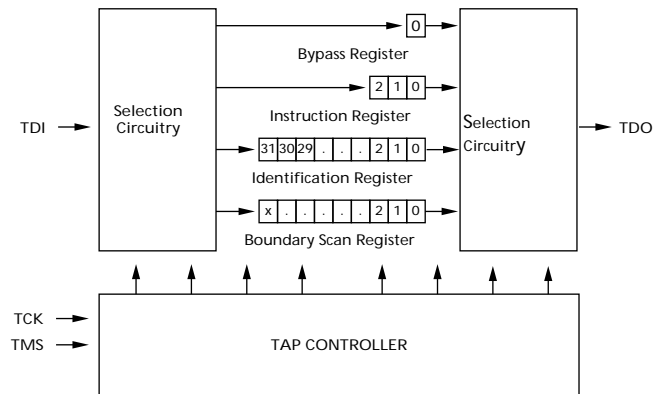 0
Bypass Register
2 1 0
Selection
Circuitry
Instruction Register
Selection
Circuitry
TDI
TDO
31 30 29 . . . 2 1 0
Identification Register
x . . . . . 2 1 0
Boundary Scan Register
TCK
TMS
TAP CONTROLLER